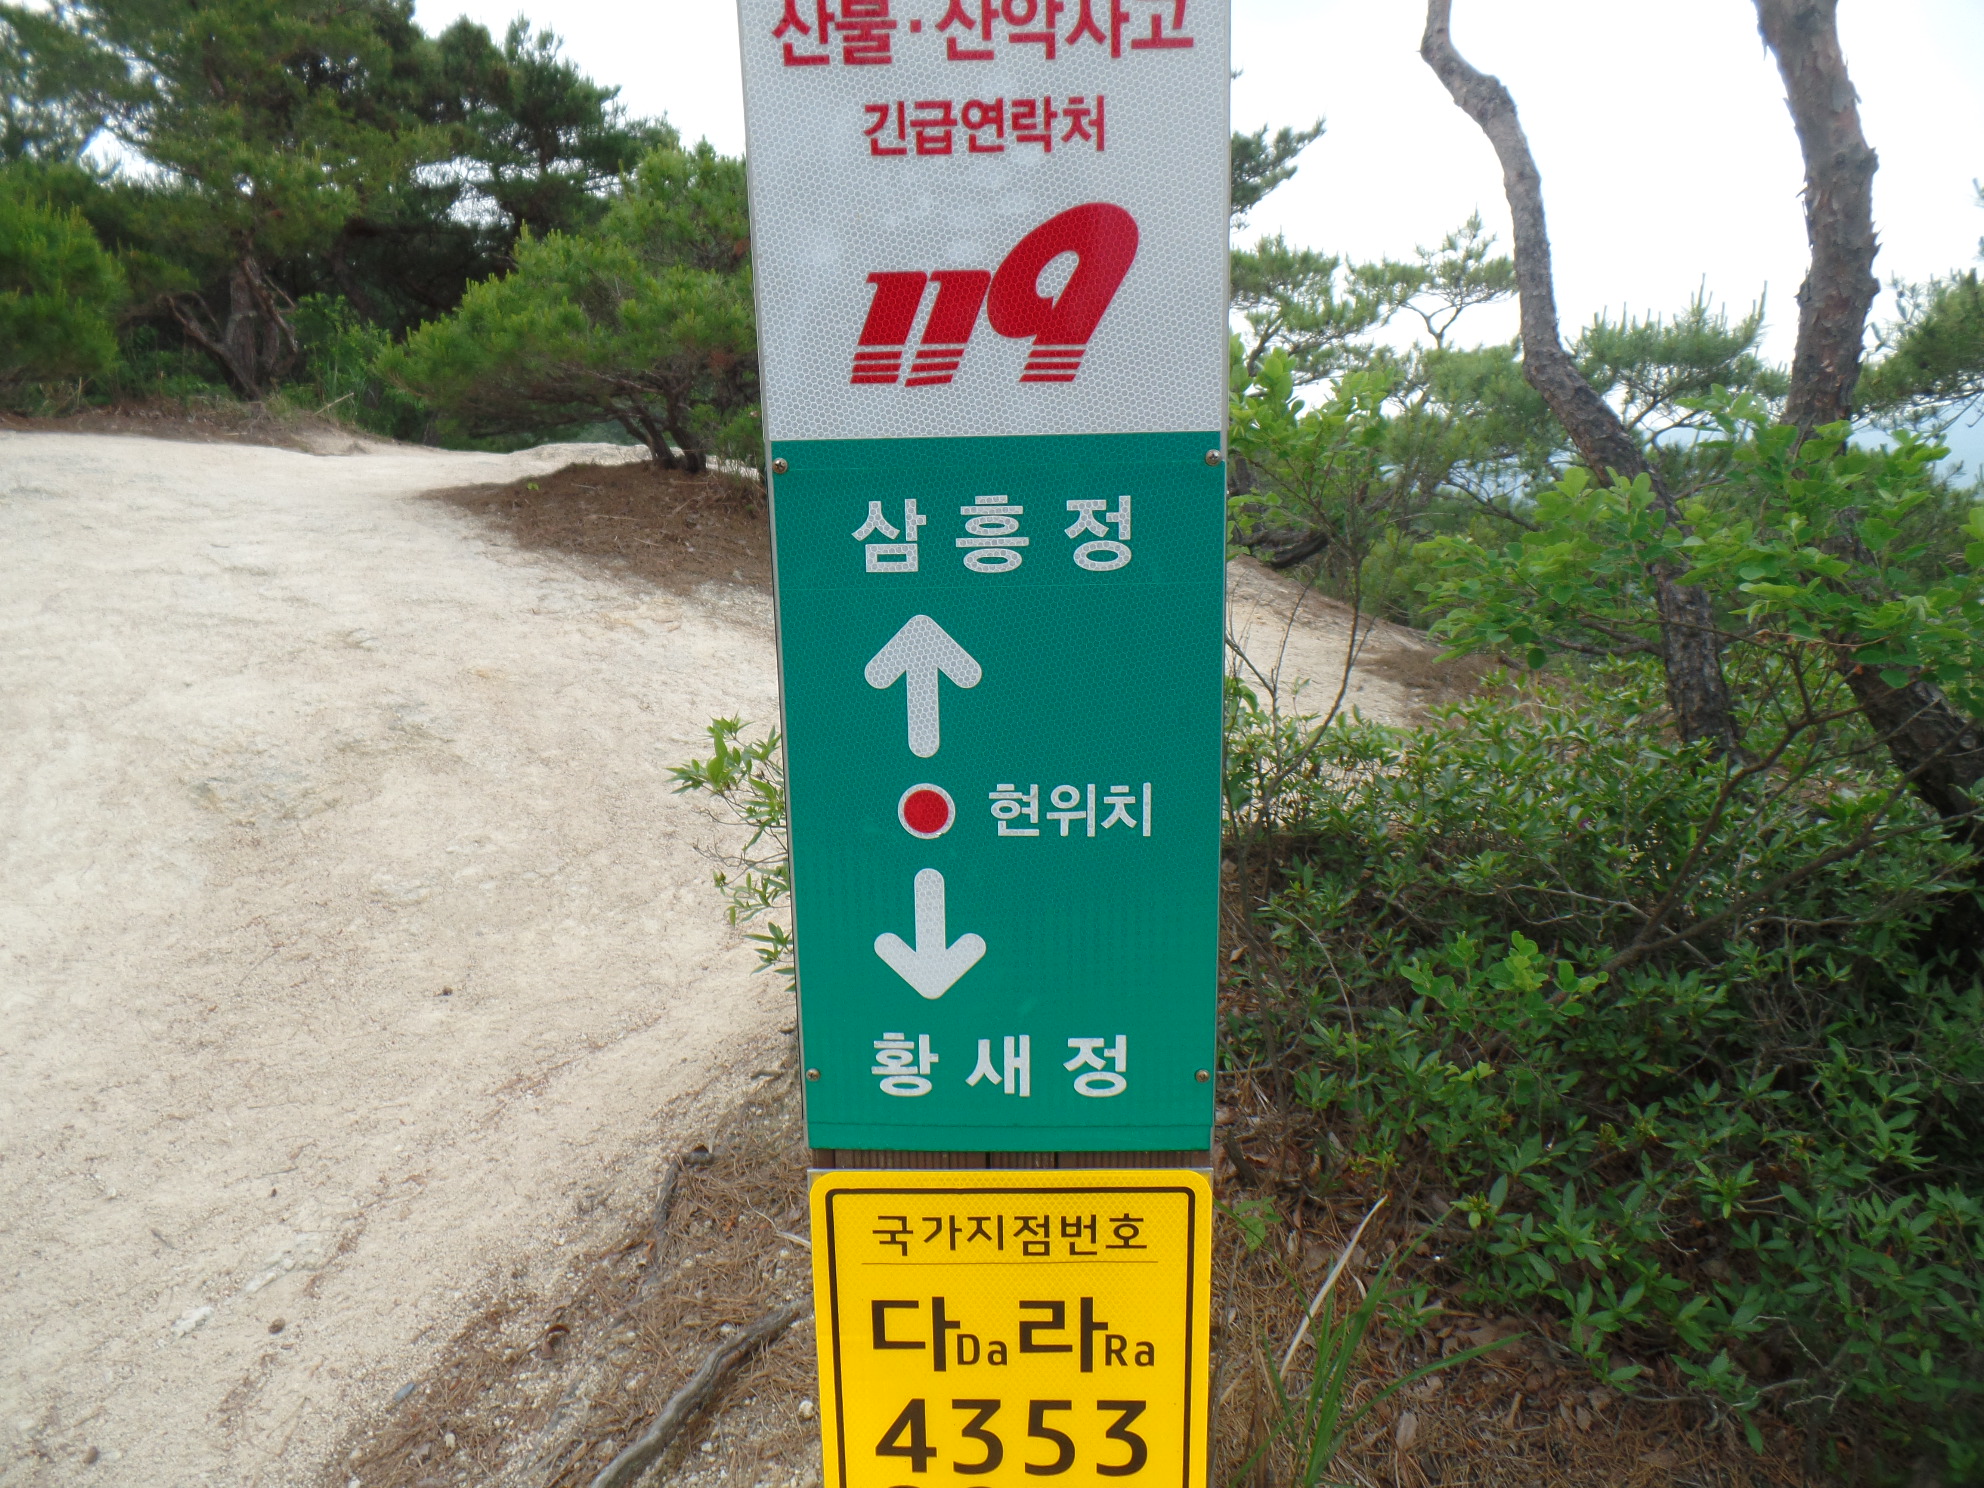 산불·산악사고
긴급연락처
119
삼흥정
현위치
황새정
국가지점번호
다Da라Ra
4353